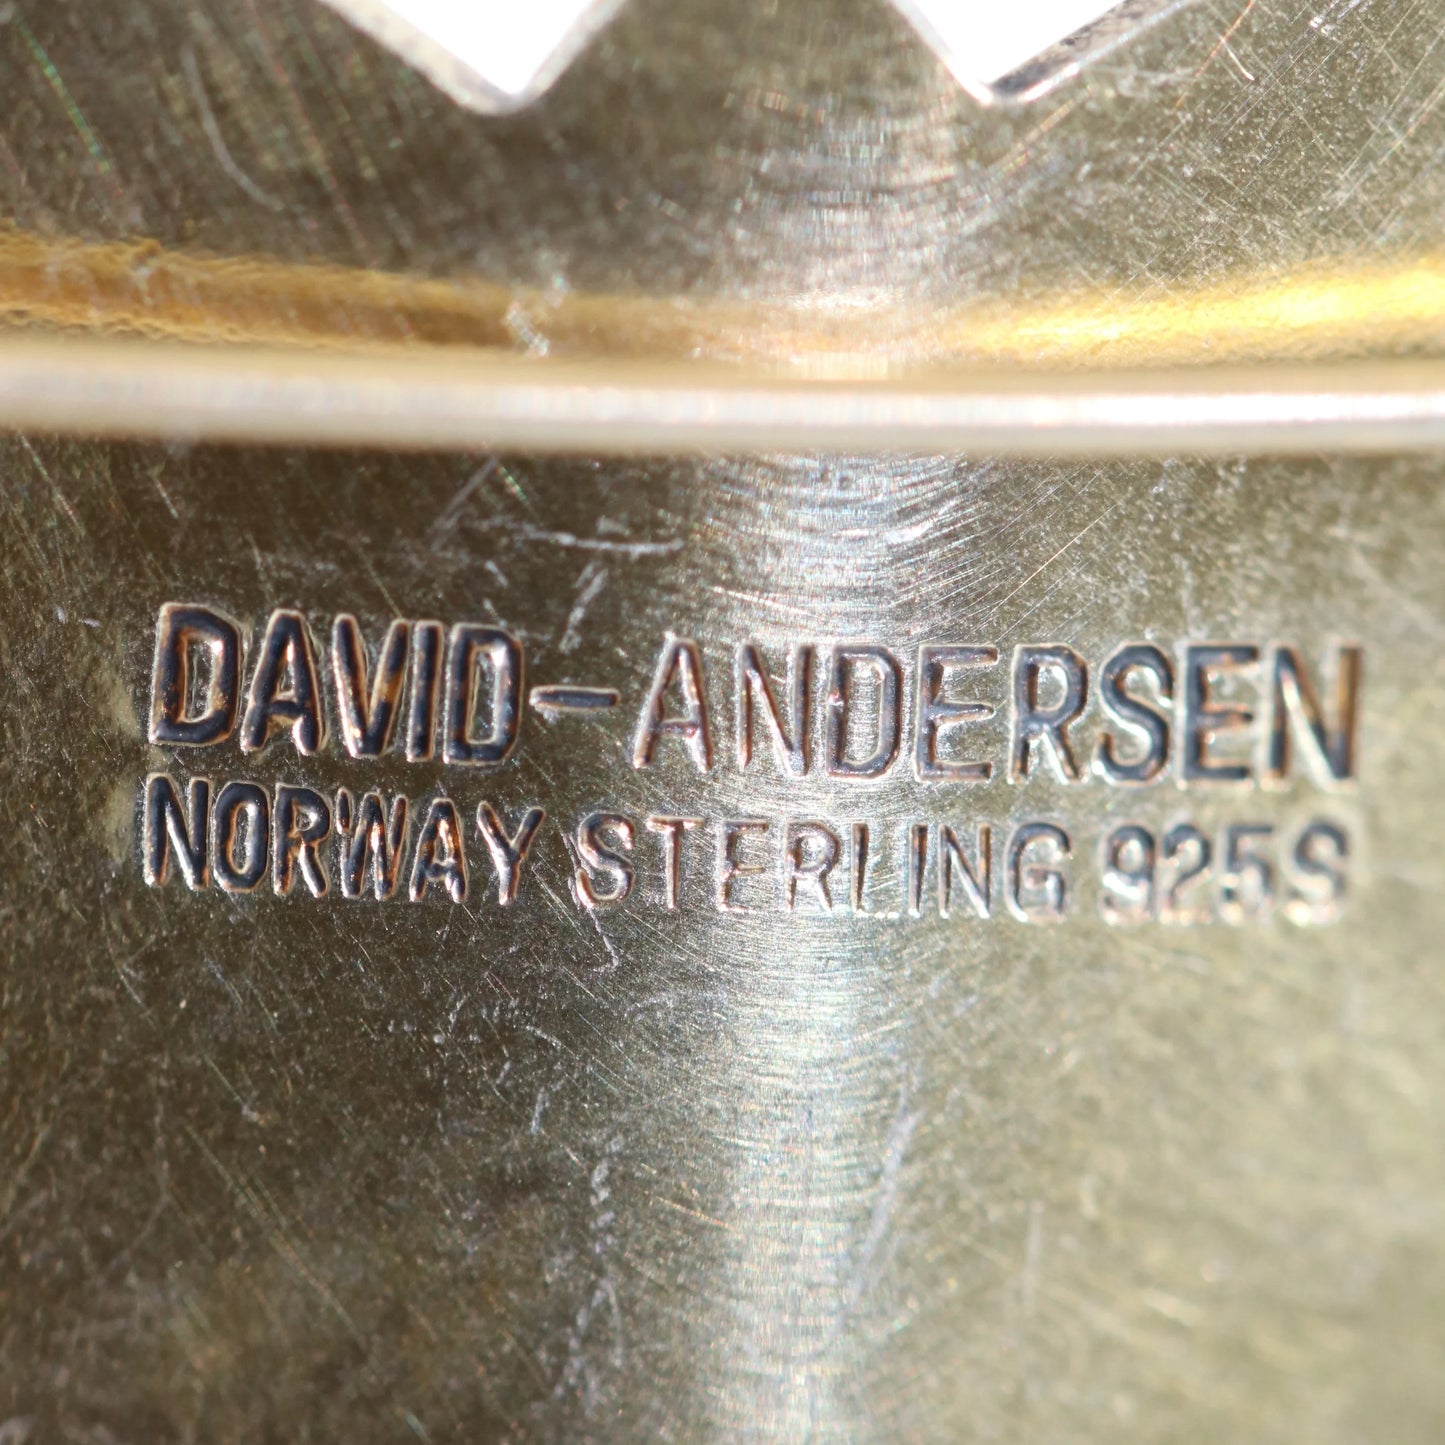 DAVID-ANDERSEN
NORWAY STERLING 925S